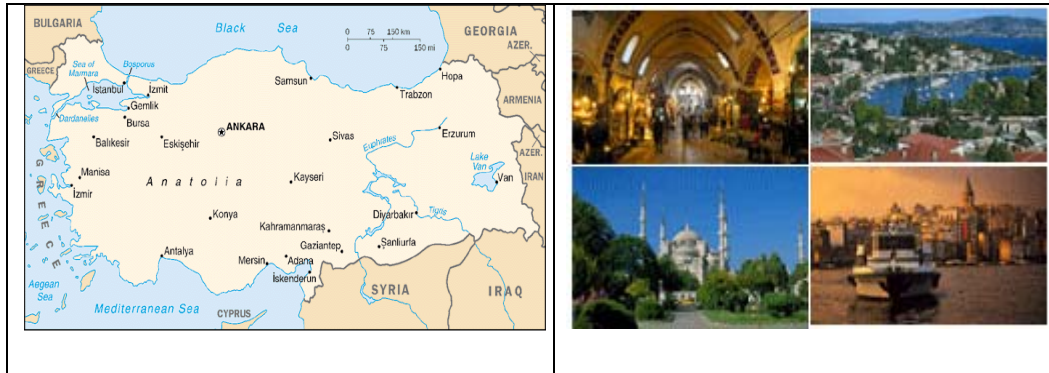 BULGARIA
Black Sea
GEORGIA
0 75 150 km
0 75 150 mi
AZER.
GREECE
Sea of
Marmara
Bosporus
İstanbul
İzmit
Samsun
Hopa
Trabzon
ARMENIA
Gemlik
Dardanelles
Bursa
ANKARA
Sivas
Erzurum
Euphrates
Balıkesir
Eskişehir
AZER.
Lake
Van
IRAN
GREECE
Manisa
Anatolia
Kayseri
Van
İzmir
Konya
Diyarbakır
Tigris
Kahramanmaraş
Gaziantep
Şanlıurfa
Antalya
Mersin
Adana
İskenderun
Aegean
Sea
SYRIA
IRAQ
Mediterranean Sea
CYPRUS